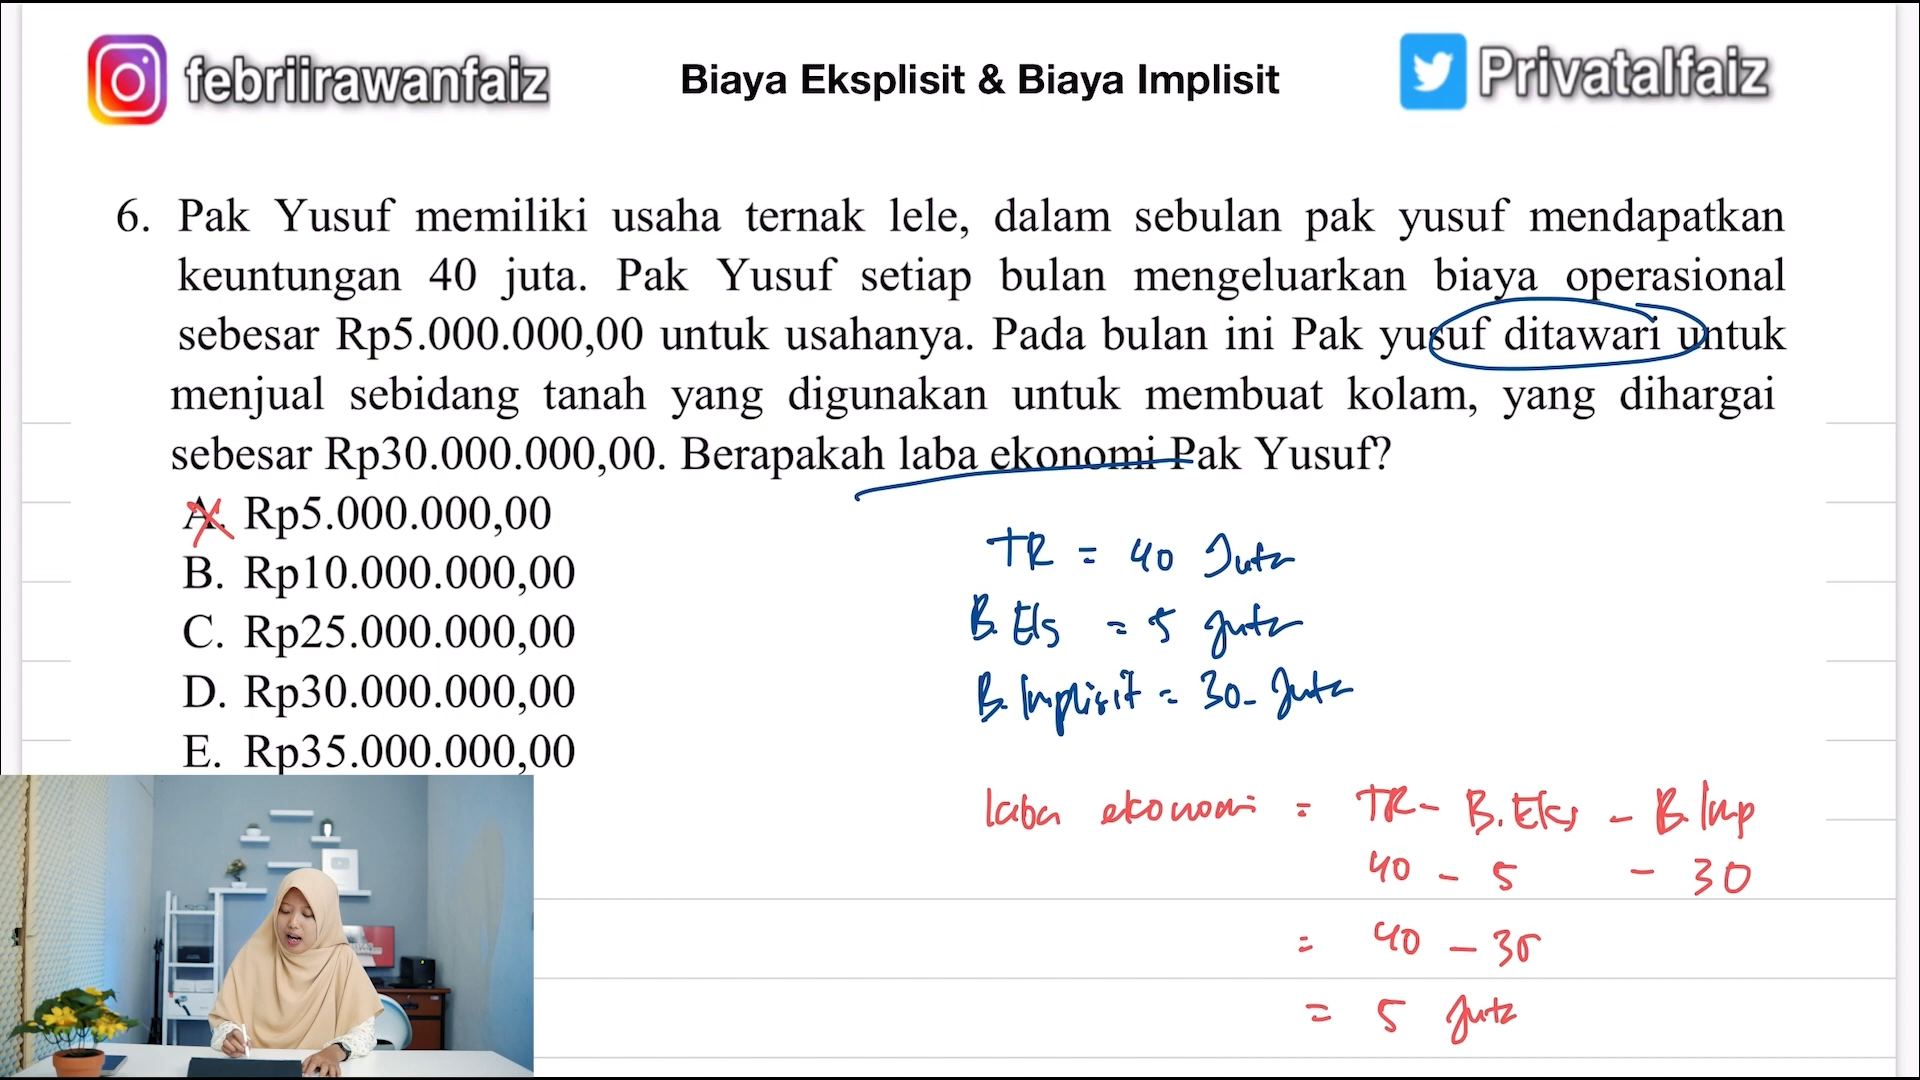 febriirawanfaiz
Biaya Eksplisit & Biaya Implisit
Privatalfaiz
6. Pak Yusuf memiliki usaha ternak lele, dalam sebulan pak yusuf mendapatkan
keuntungan 40 juta. Pak Yusuf setiap bulan mengeluarkan biaya operasional
sebesar Rp5.000.000,00 untuk usahanya. Pada bulan ini Pak yusuf ditawari untuk
menjual sebidang tanah yang digunakan untuk membuat kolam, yang dihargai
sebesar Rp30.000.000,00. Berapakah laba ekonomi Pak Yusuf?
A. Rp5.000.000,00
B. Rp10.000.000,00
C. Rp25.000.000,00
D. Rp30.000.000,00
E. Rp35.000.000,00
TR = 40 Juta
B. Eks = 5 Juta
B. Implisit = 30 Juta
laba ekonomi = TR - B. Eks - B. Imp
40 - 5 - 30
= 40 - 35
= 5 Juta